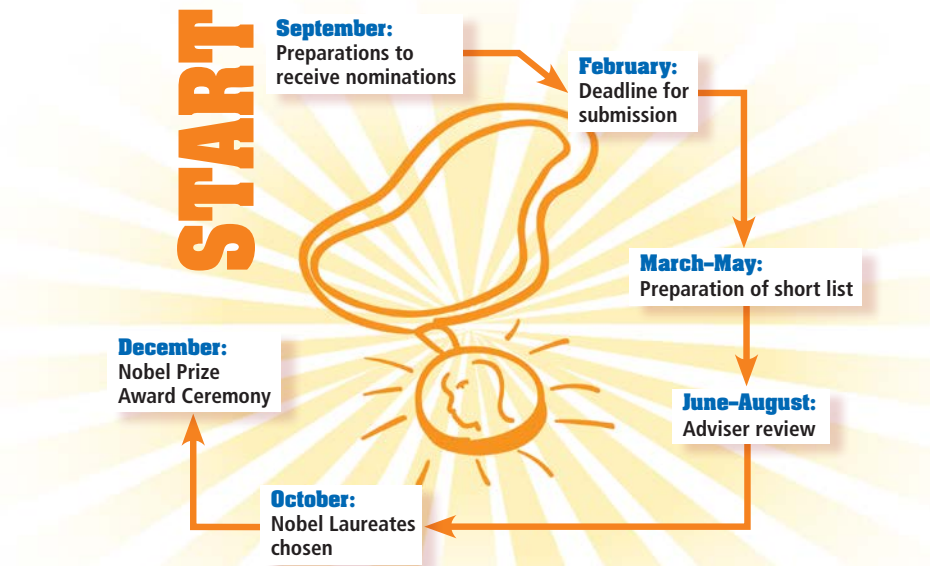 START
September:
Preparations to
receive nominations
February:
Deadline for
submission
March–May:
Preparation of short list
June–August:
Adviser review
October:
Nobel Laureates
chosen
December:
Nobel Prize
Award Ceremony